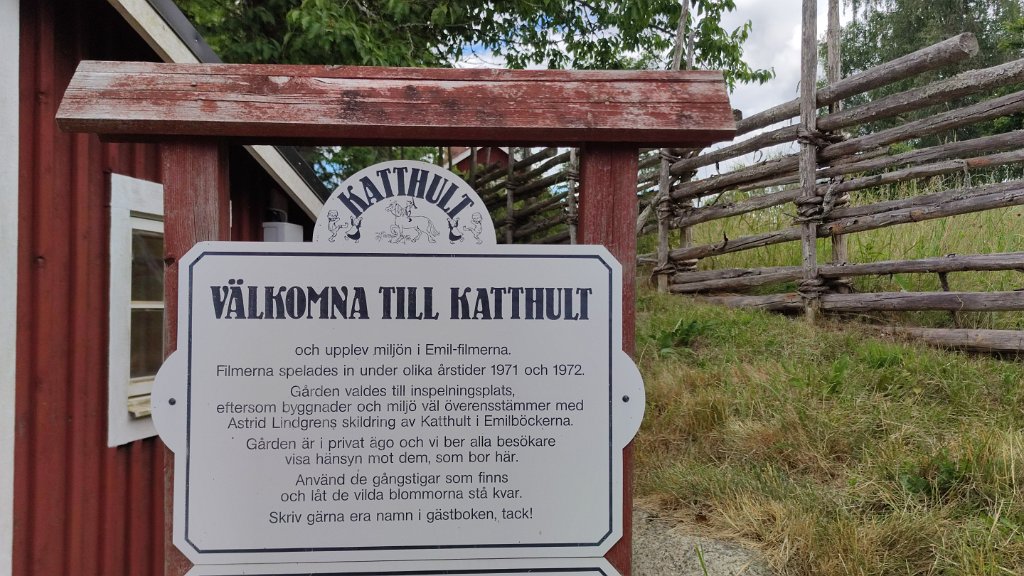 KATTHULT
VÄLKOMNA TILL KATTHULT
och upplev miljön i Emil-filmerna.
Filmerna spelades in under olika årstider 1971 och 1972.
Gården valdes till inspelningsplats,
eftersom byggnader och miljö väl överensstämmer med
Astrid Lindgrens skildring av Katthult i Emilböckerna.
Gården är i privat ägo och vi ber alla besökare
visa hänsyn mot dem, som bor här.
Använd de gångstigar som finns
och låt de vilda blommorna stå kvar.
Skriv gärna era namn i gästboken, tack!